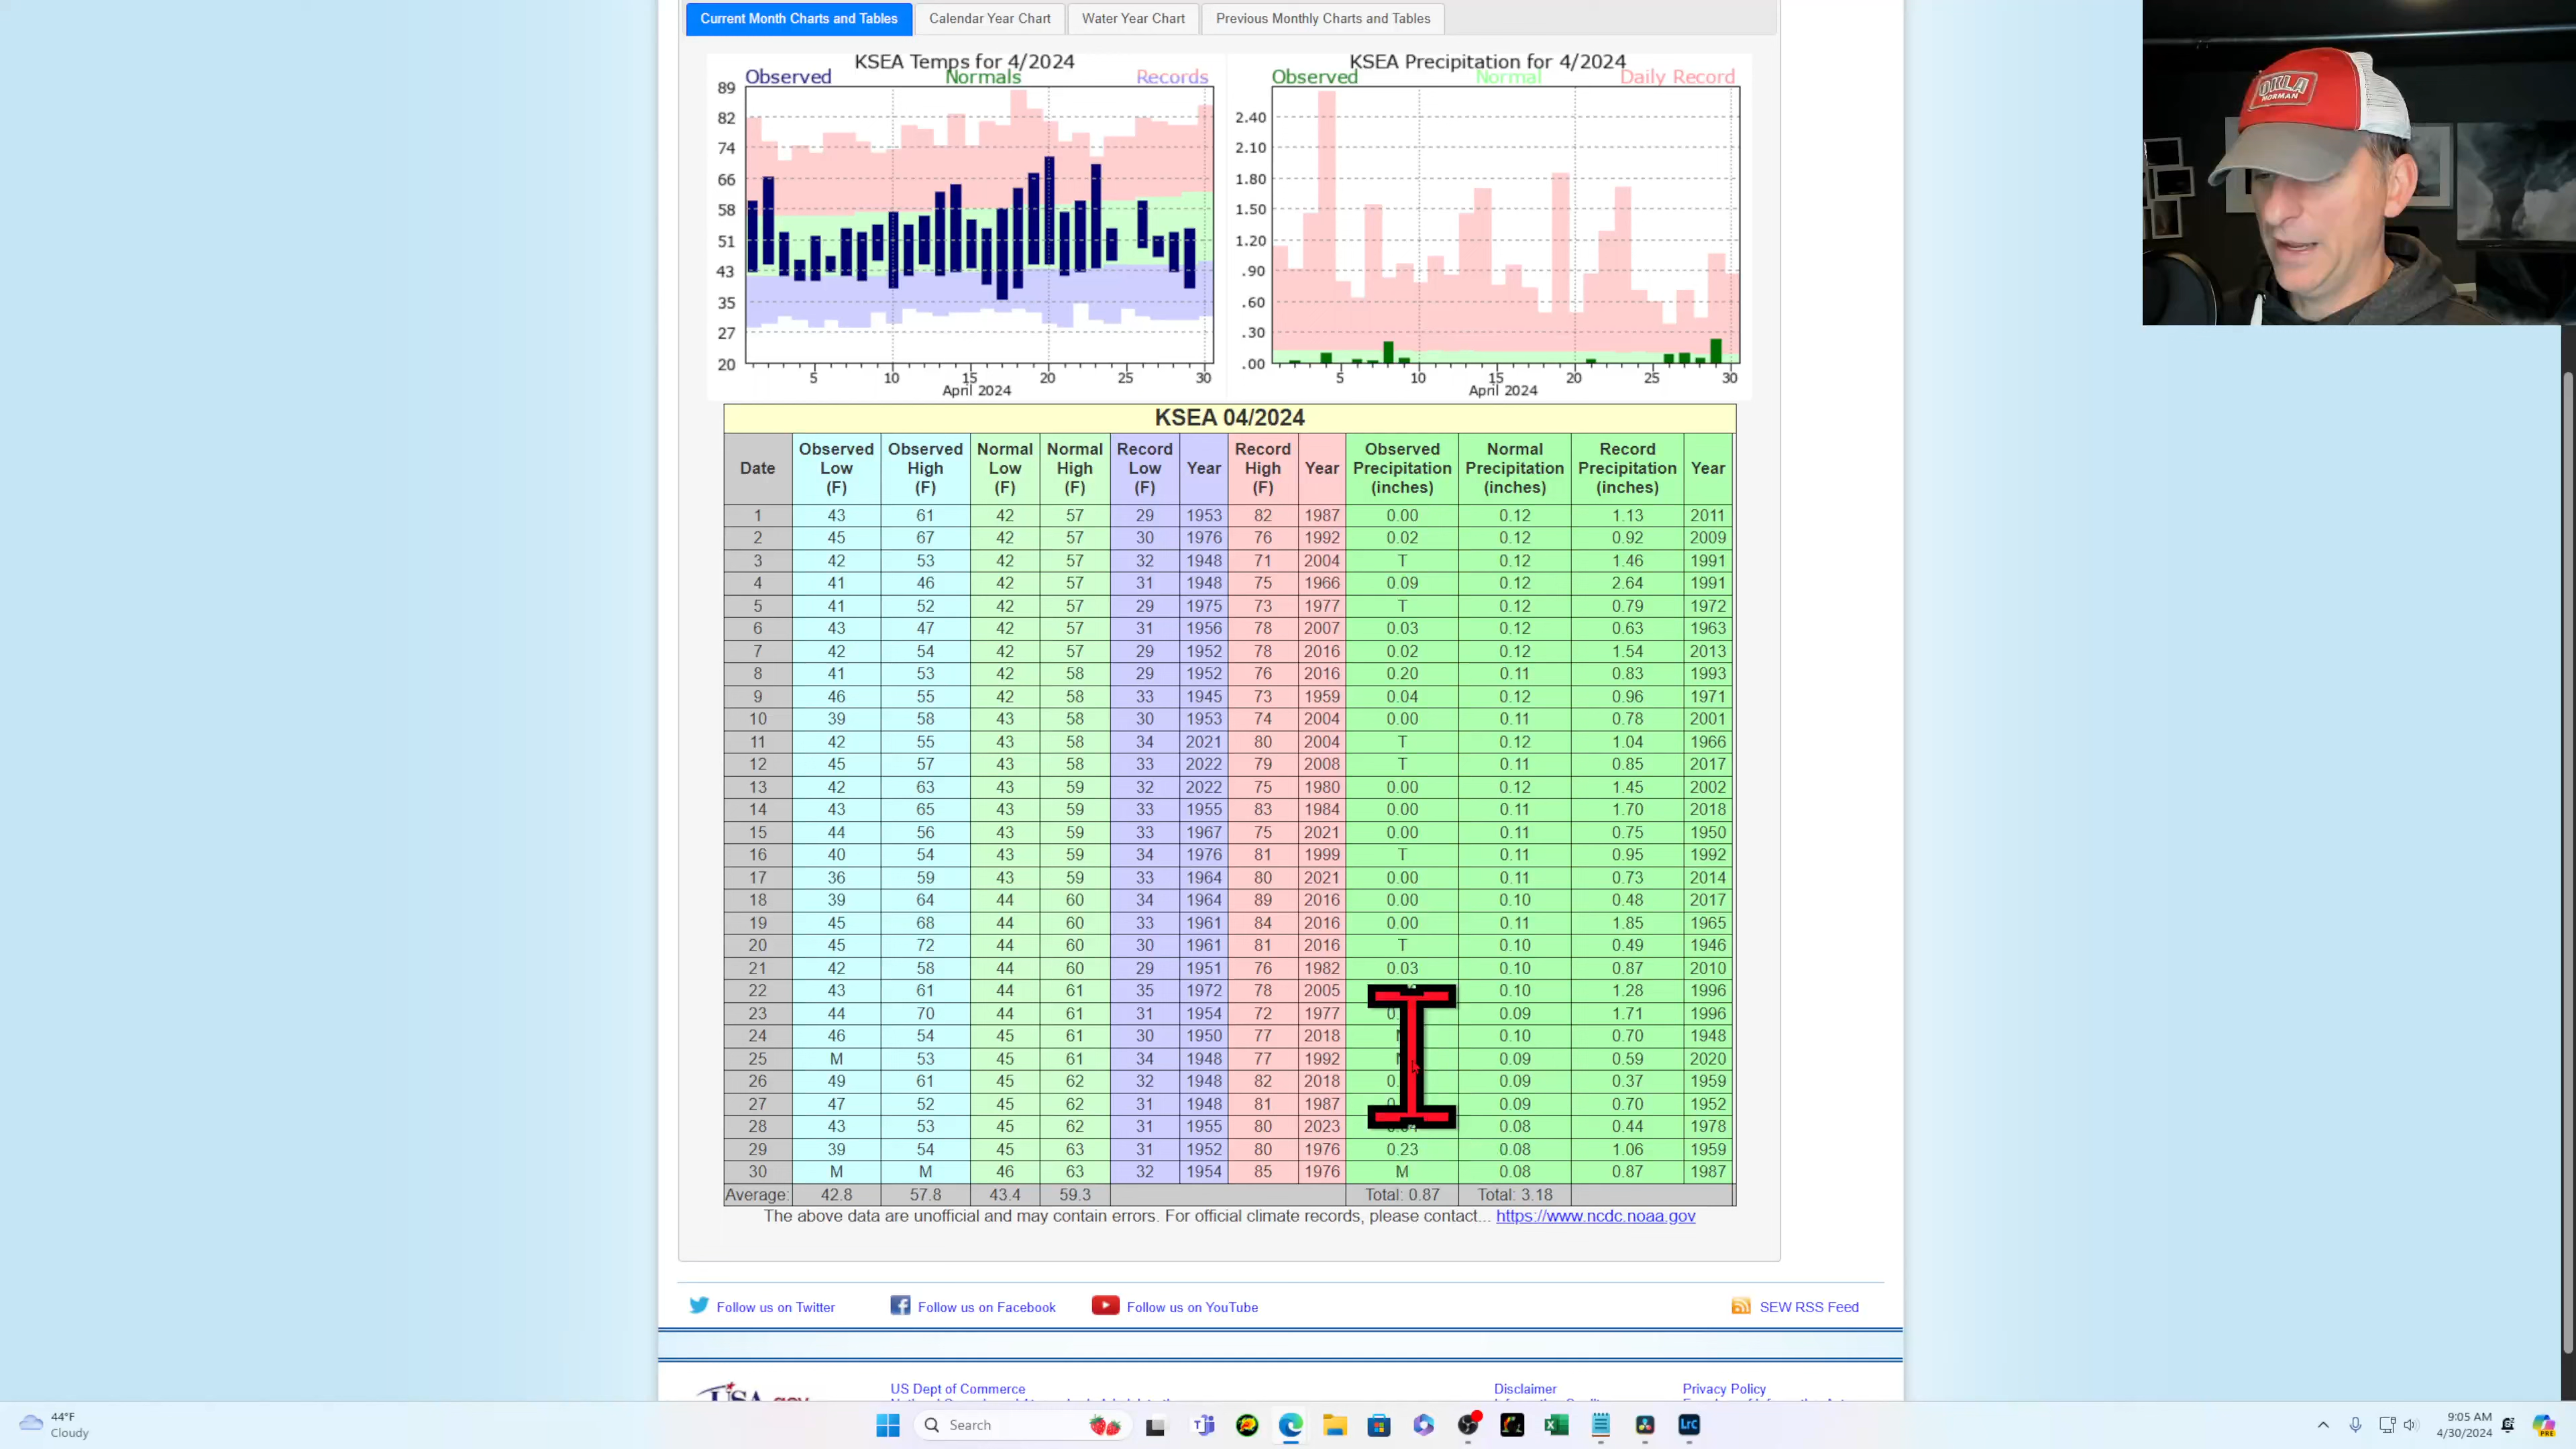 Current Month Charts and Tables Calendar Year Chart Water Year Chart Previous Monthly Charts and Tables
KSEA Temps for 4/2024
Observed Normals Records
89
82
74
66
58
51
43
35
27
20
5 10 15 20 25 30
April 2024
KSEA Precipitation for 4/2024
Observed Normal Daily Record
2.40
2.10
1.80
1.50
1.20
.90
.60
.30
.00
5 10 15 20 25 30
April 2024
OKLA
NORMAN
KSEA 04/2024
Date Observed Low (F) Observed High (F) Normal Low (F) Normal High (F) Record Low (F) Year Record High (F) Year Observed Precipitation (inches) Normal Precipitation (inches) Record Precipitation (inches) Year
1 43 61 42 57 29 1953 82 1987 0.00 0.12 1.13 2011
2 45 67 42 57 30 1976 76 1992 0.02 0.12 0.92 2009
3 42 53 42 57 32 1948 71 2004 T 0.12 1.46 1991
4 41 46 42 57 31 1948 75 1966 0.09 0.12 2.64 1991
5 41 52 42 57 29 1975 73 1977 T 0.12 0.79 1972
6 43 47 42 57 31 1956 78 2007 0.03 0.12 0.63 1963
7 42 54 42 57 29 1952 78 2016 0.02 0.12 1.54 2013
8 41 53 42 58 29 1952 76 2016 0.20 0.11 0.83 1993
9 46 55 42 58 33 1945 73 1959 0.04 0.12 0.96 1971
10 39 58 43 58 30 1953 74 2004 0.00 0.11 0.78 2001
11 42 55 43 58 34 2021 80 2004 T 0.12 1.04 1966
12 45 57 43 58 33 2022 79 2008 T 0.11 0.85 2017
13 42 63 43 59 32 2022 75 1980 0.00 0.12 1.45 2002
14 43 65 43 59 33 1955 83 1984 0.00 0.11 1.70 2018
15 44 56 43 59 33 1967 75 2021 0.00 0.11 0.75 1950
16 40 54 43 59 34 1976 81 1999 T 0.11 0.95 1992
17 36 59 43 59 33 1964 80 2021 0.00 0.11 0.73 2014
18 39 64 44 60 34 1964 89 2016 0.00 0.10 0.48 2017
19 45 68 44 60 33 1961 84 2016 0.00 0.11 1.85 1965
20 45 72 44 60 30 1961 81 2016 T 0.10 0.49 1946
21 42 58 44 60 29 1951 76 1982 0.03 0.10 0.87 2010
22 43 61 44 61 35 1972 78 2005 0.10 1.28 1996
23 44 70 44 61 31 1954 72 1977 0.09 1.71 1996
24 46 54 45 61 30 1950 77 2018 0.10 0.70 1948
25 M 53 45 61 34 1948 77 1992 0.09 0.59 2020
26 49 61 45 62 32 1948 82 2018 0.09 0.37 1959
27 47 52 45 62 31 1948 81 1987 0.09 0.70 1952
28 43 53 45 62 31 1955 80 2023 0.08 0.44 1978
29 39 54 45 63 31 1952 80 1976 0.23 0.08 1.06 1959
30 M M 46 63 32 1954 85 1976 M 0.08 0.87 1987
Average: 42.8 57.8 43.4 59.3 Total: 0.87 Total: 3.18
The above data are unofficial and may contain errors. For official climate records, please contact... https://www.ncdc.noaa.gov
Follow us on Twitter Follow us on Facebook Follow us on YouTube SEW RSS Feed
US Dept of Commerce Disclaimer Privacy Policy
44°F
Cloudy
Search
LrC
9:05 AM
4/30/2024
PRE